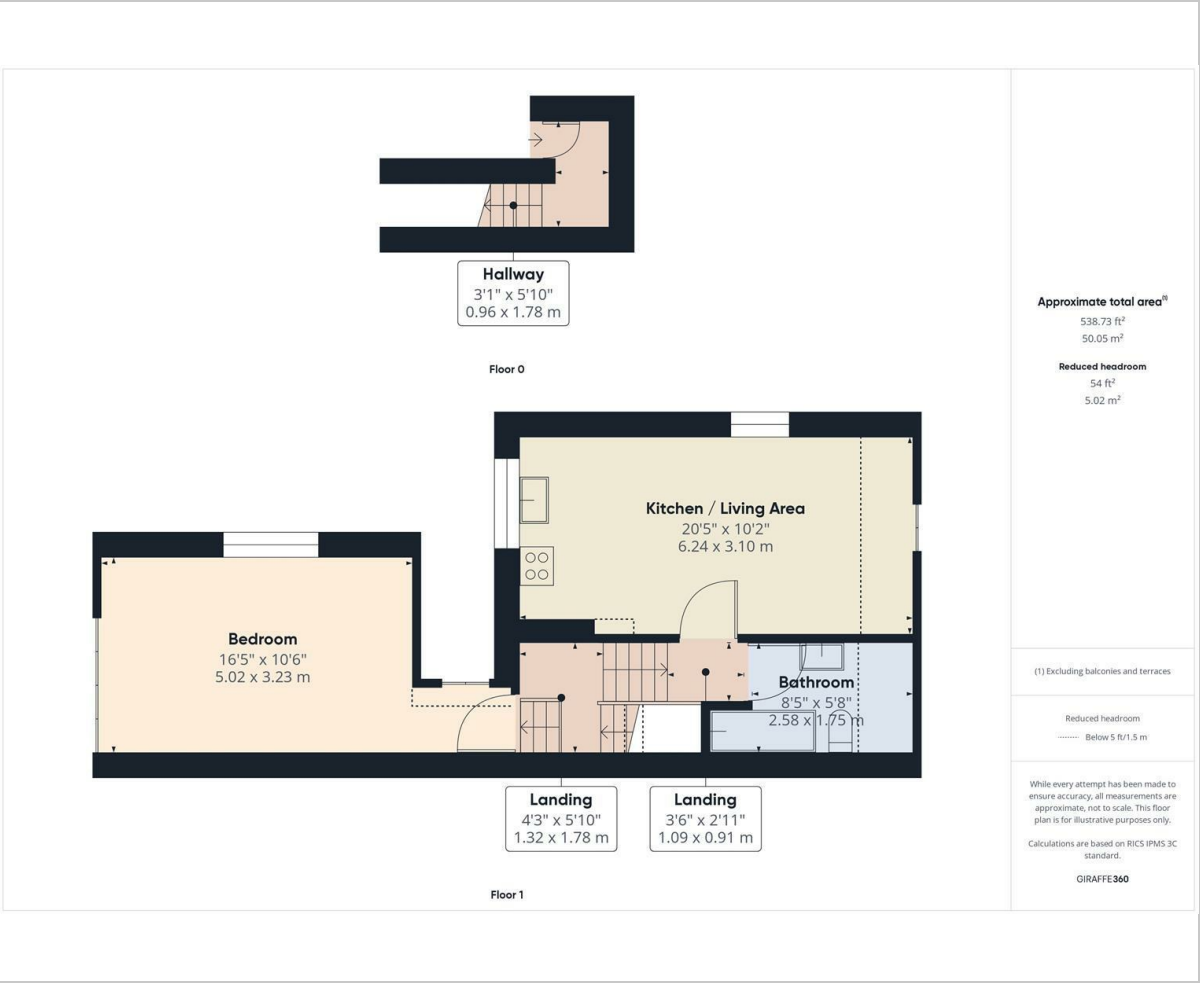 Hallway
3'1" x 5'10"
0.96 x 1.78 m
Floor 0
Kitchen / Living Area
20'5" x 10'2"
6.24 x 3.10 m
Bedroom
16'5" x 10'6"
5.02 x 3.23 m
Bathroom
8'5" x 5'8"
2.58 x 1.75 m
Landing
4'3" x 5'10"
1.32 x 1.78 m
Landing
3'6" x 2'11"
1.09 x 0.91 m
Floor 1
Approximate total area(1)
538.73 ft²
50.05 m²
Reduced headroom
54 ft²
5.02 m²
(1) Excluding balconies and terraces
Reduced headroom
Below 5 ft/1.5 m
While every attempt has been made to
ensure accuracy, all measurements are
approximate, not to scale. This floor
plan is for illustrative purposes only.
Calculations are based on RICS IPMS 3C
standard.
GIRAFFE360